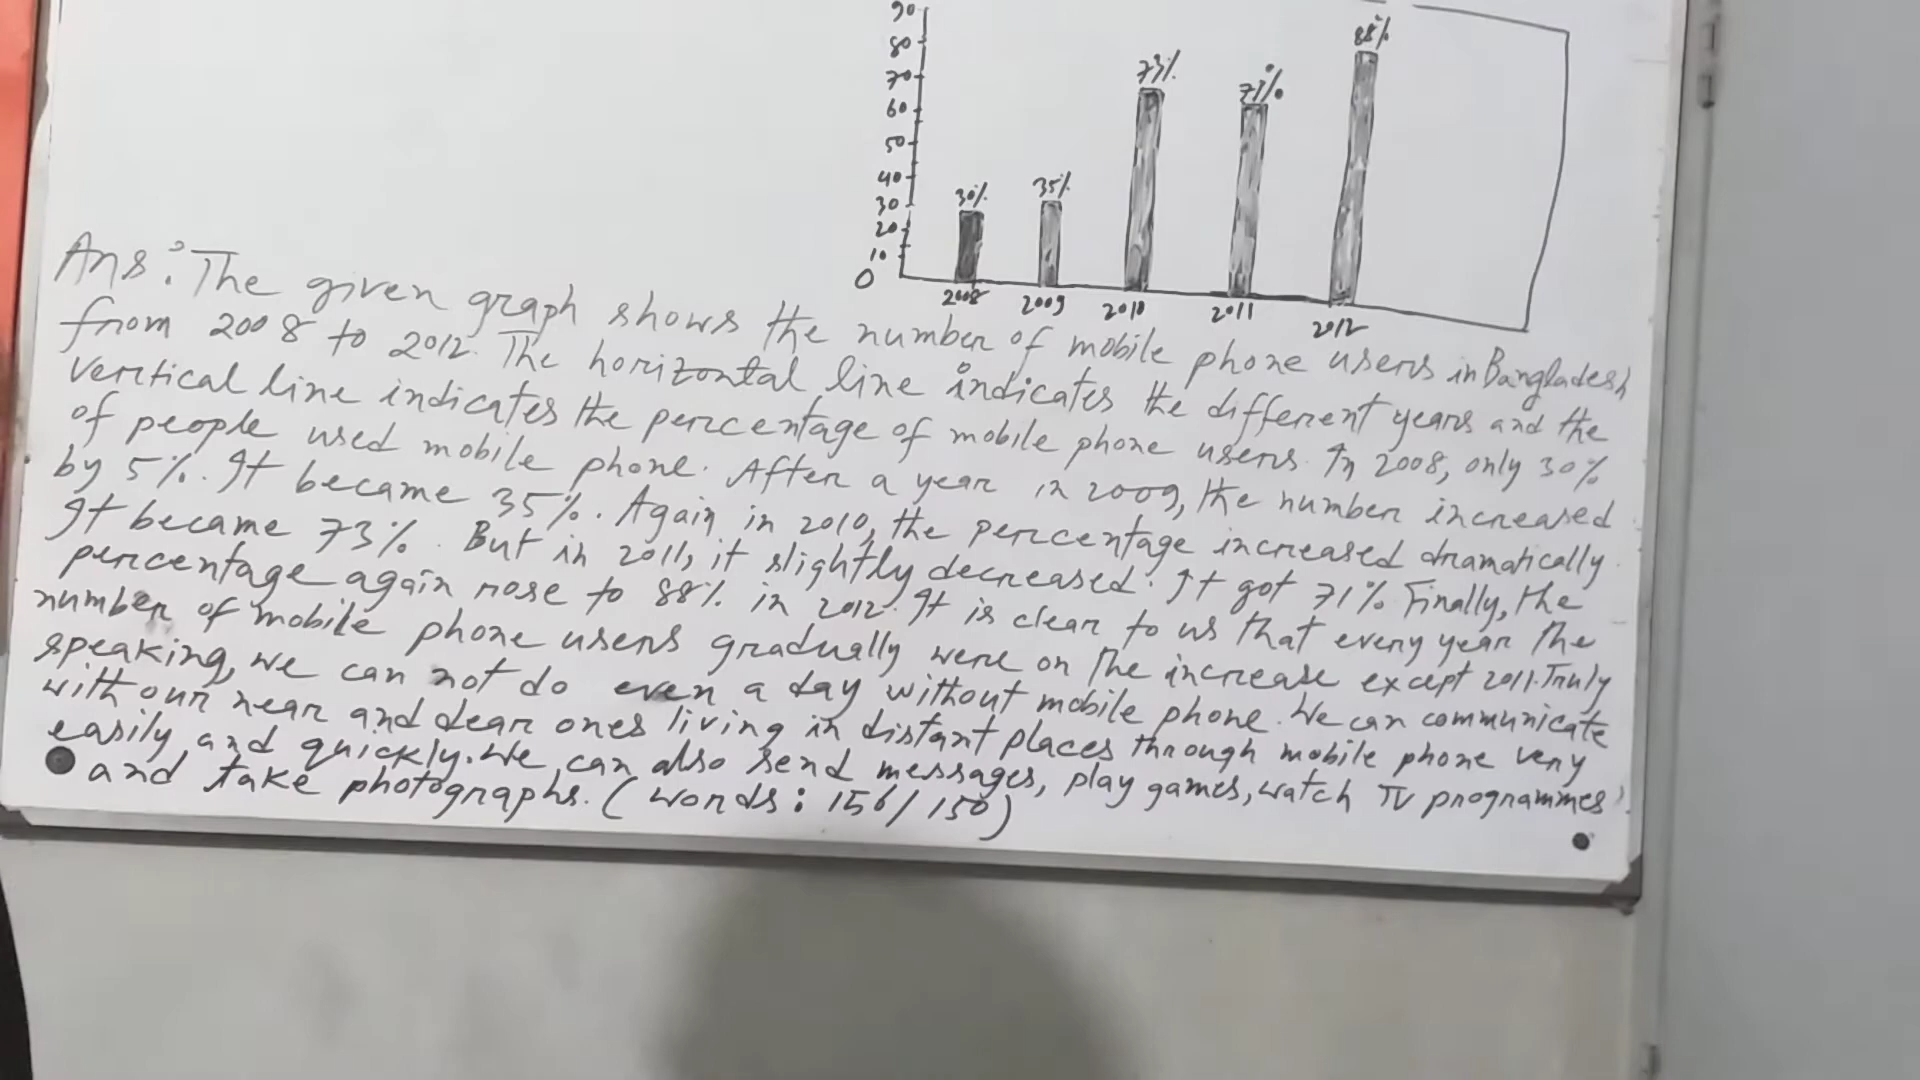 90
80
70
60
50
40
30
20
10
0
30%
35%
73%
71%
88%
2008
2009
2010
2011
2012
Ans: The given graph shows the number of mobile phone users in Bangladesh
from 2008 to 2012. The horizontal line indicates the different years and the
vertical line indicates the percentage of mobile phone users. In 2008, only 30%
of people used mobile phone. After a year in 2009, the number increased
by 5%. It became 35%. Again in 2010, the percentage increased dramatically.
It became 73%. But in 2011, it slightly decreased. It got 71%. Finally, the
percentage again rose to 88% in 2012. It is clear to us that every year the
number of mobile phone users gradually were on the increase except 2011. Truly
speaking, we can not do even a day without mobile phone. We can communicate
with our near and dear ones living in distant places through mobile phone very
easily and quickly. We can also send messages, play games, watch TV programmes
and take photographs. (words: 156/150)